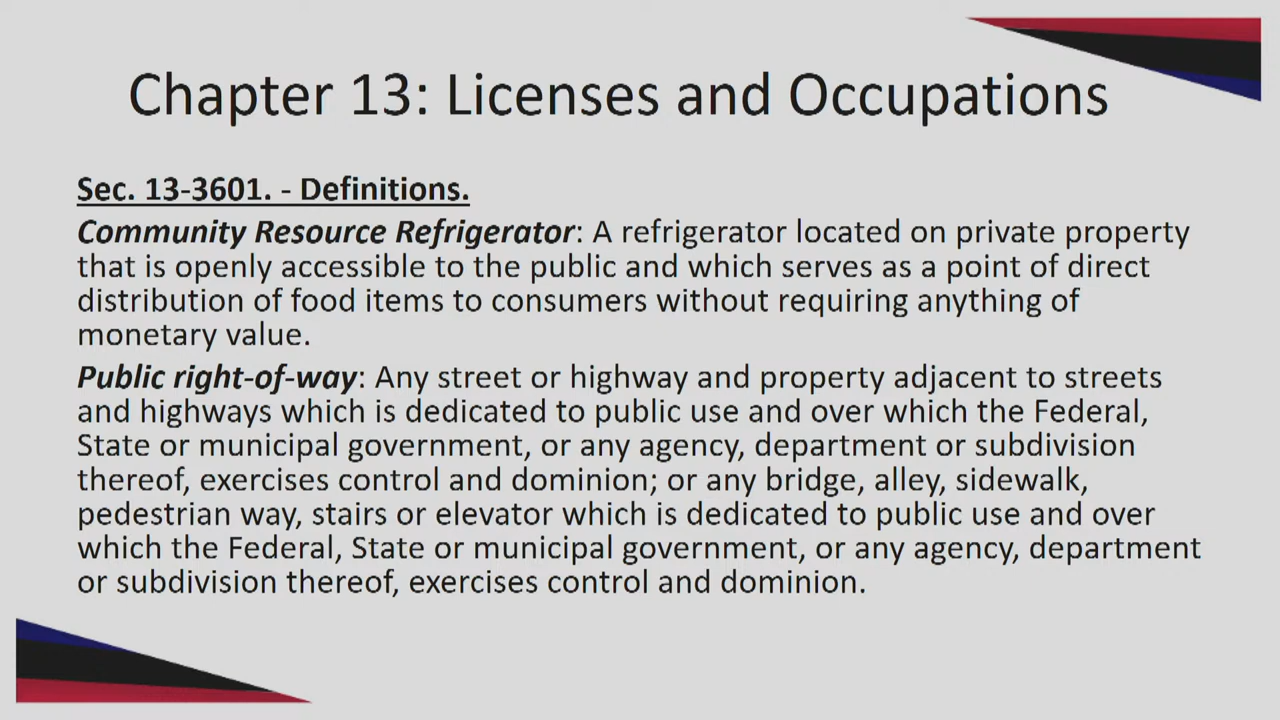 Chapter 13: Licenses and Occupations
Sec. 13-3601. - Definitions.
Community Resource Refrigerator: A refrigerator located on private property
that is openly accessible to the public and which serves as a point of direct
distribution of food items to consumers without requiring anything of
monetary value.
Public right-of-way: Any street or highway and property adjacent to streets
and highways which is dedicated to public use and over which the Federal,
State or municipal government, or any agency, department or subdivision
thereof, exercises control and dominion; or any bridge, alley, sidewalk,
pedestrian way, stairs or elevator which is dedicated to public use and over
which the Federal, State or municipal government, or any agency, department
or subdivision thereof, exercises control and dominion.